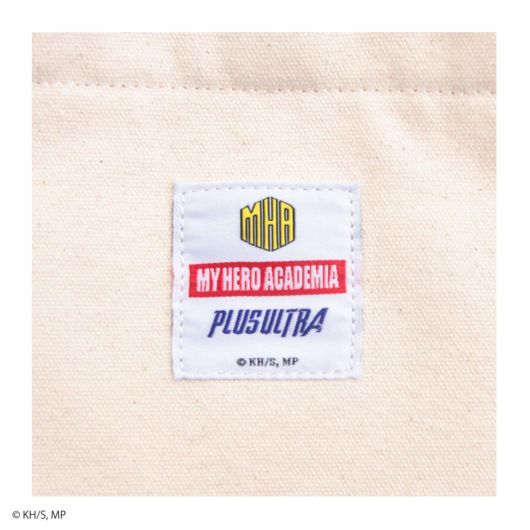 MHA
MY HERO ACADEMIA
PLUS ULTRA
© KH/S, MP
© KH/S, MP